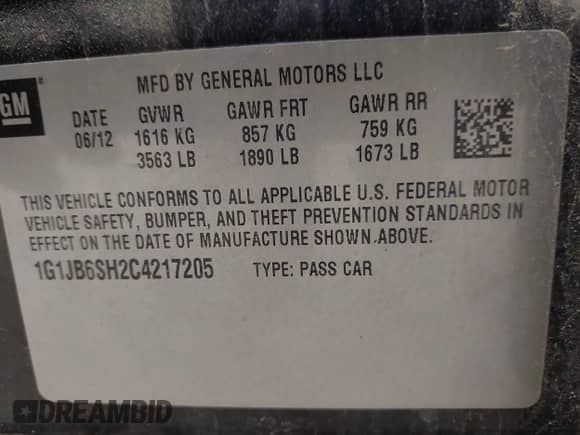 GM
®
MFD BY GENERAL MOTORS LLC
DATE GVWR GAWR FRT GAWR RR
06/12 1616 KG 857 KG 759 KG
3563 LB 1890 LB 1673 LB
THIS VEHICLE CONFORMS TO ALL APPLICABLE U.S. FEDERAL MOTOR
VEHICLE SAFETY, BUMPER, AND THEFT PREVENTION STANDARDS IN
EFFECT ON THE DATE OF MANUFACTURE SHOWN ABOVE.
1G1JB6SH2C4217205 TYPE: PASS CAR
DREAMBID